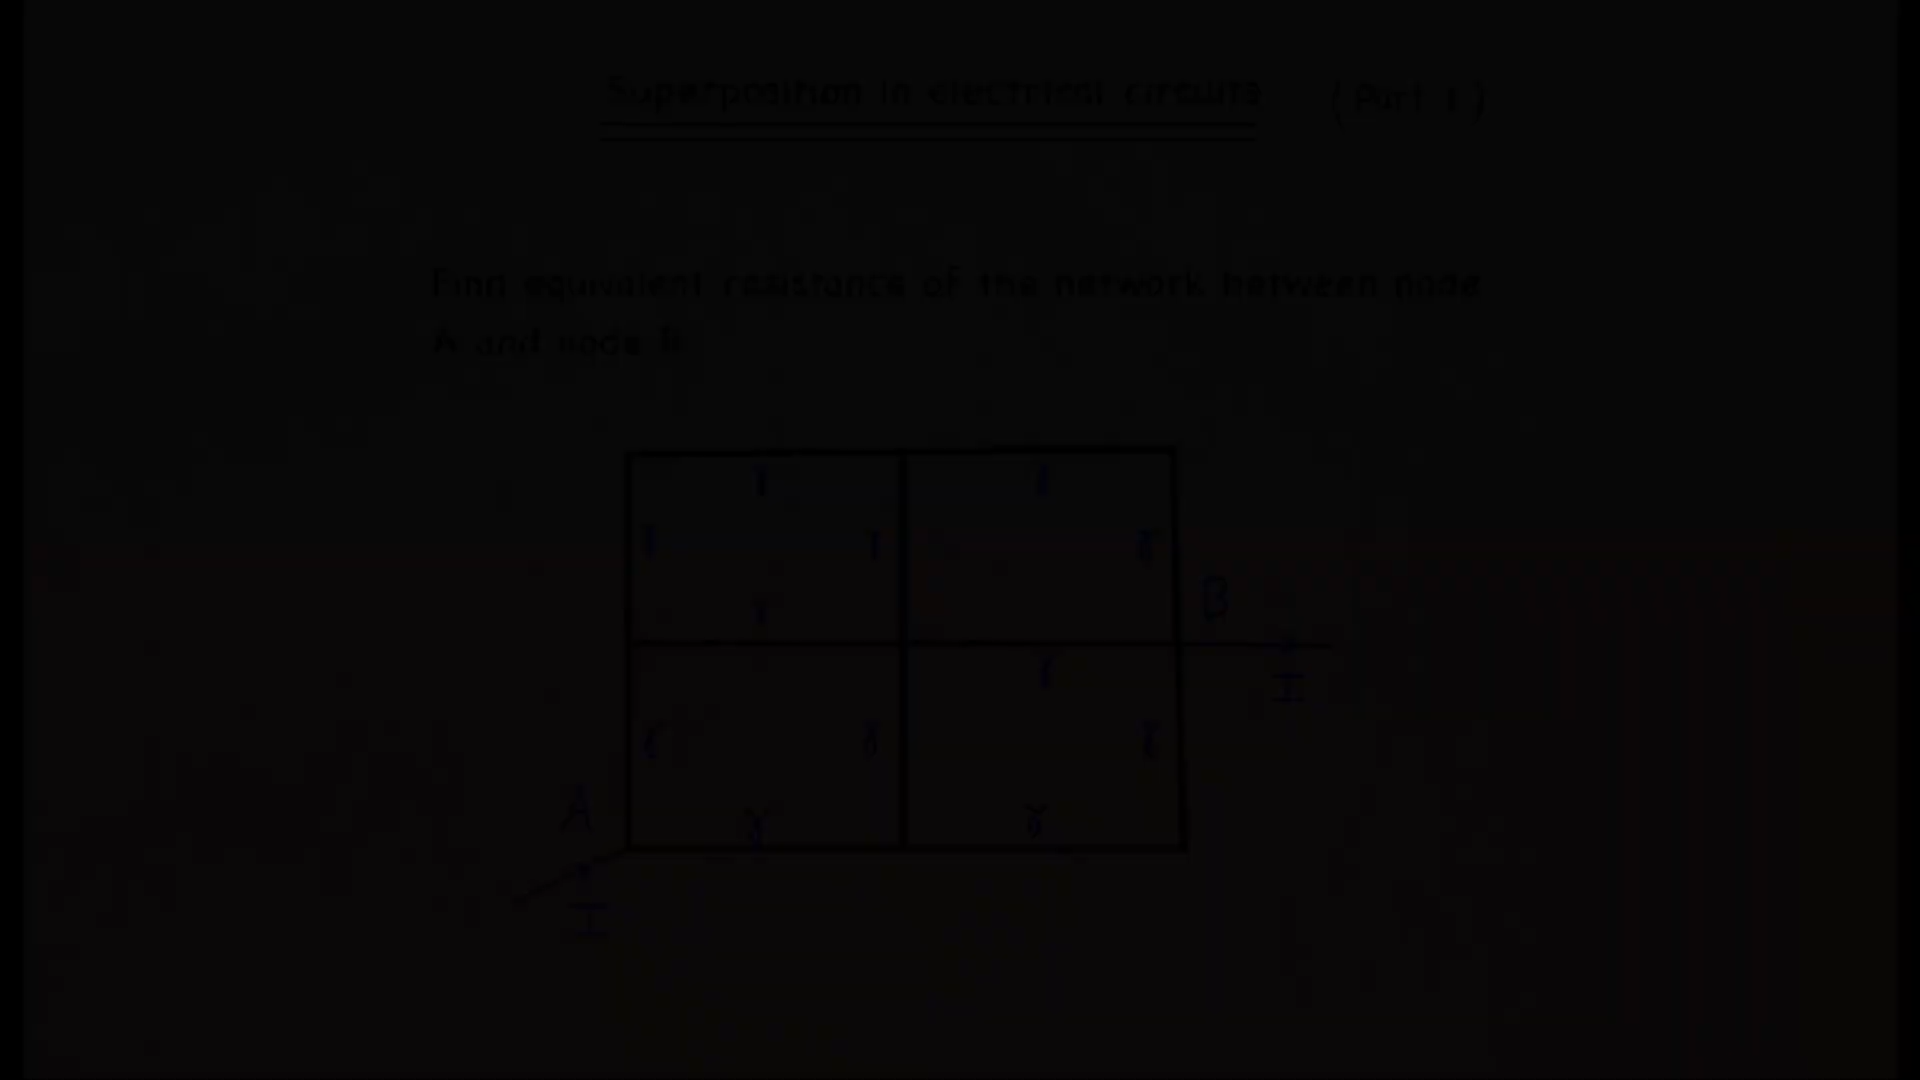 Superposition in electrical circuits (Part 1)
Find equivalent resistance of the network between node
A and node B
r r
r r r
r
B
r
I
r r r
A
r r
I